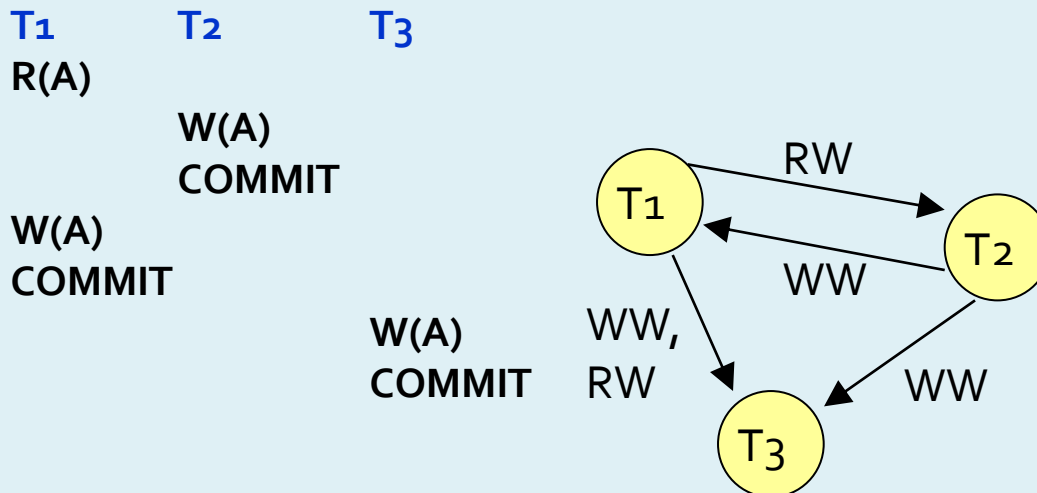 T1 T2 T3
R(A)
W(A)
COMMIT
W(A)
COMMIT
W(A)
COMMIT
RW
T1
T2
WW
WW,
RW
WW
T3